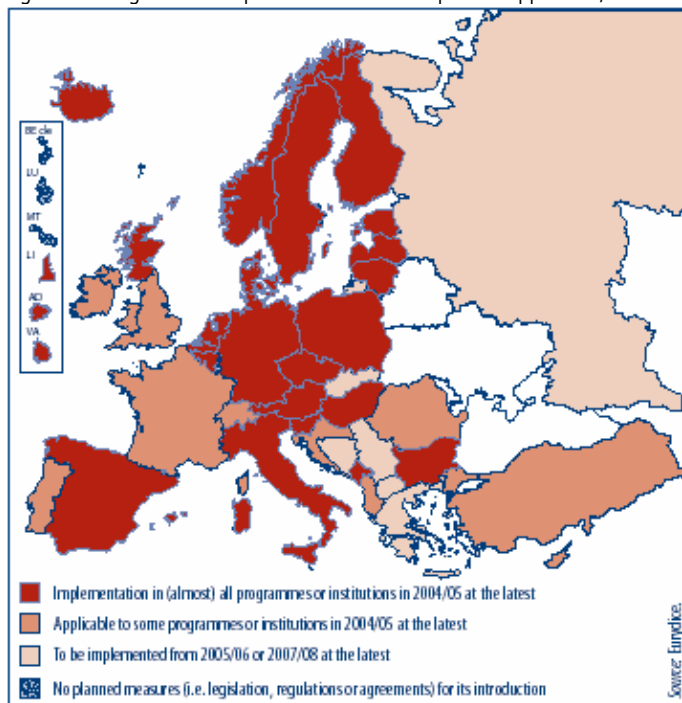 BE de
LU
MT
LI
AD
VA
Implementation in (almost) all programmes or institutions in 2004/05 at the latest
Applicable to some programmes or institutions in 2004/05 at the latest
To be implemented from 2005/06 or 2007/08 at the latest
No planned measures (i.e. legislation, regulations or agreements) for its introduction
Source: Eurydice.